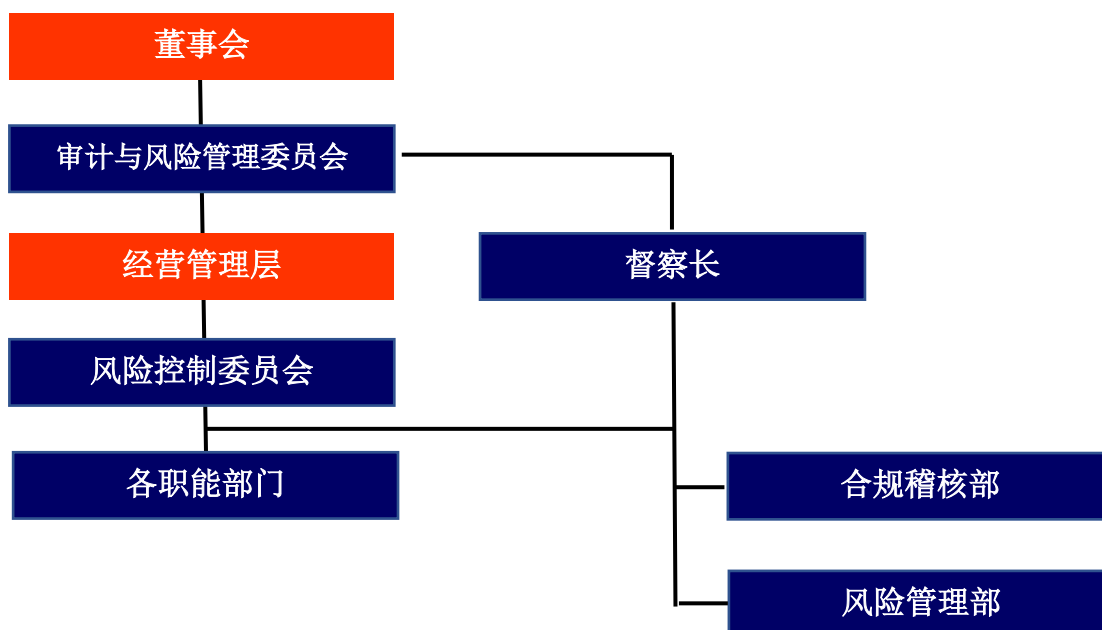 董事会
审计与风险管理委员会
经营管理层
督察长
风险控制委员会
各职能部门
合规稽核部
风险管理部